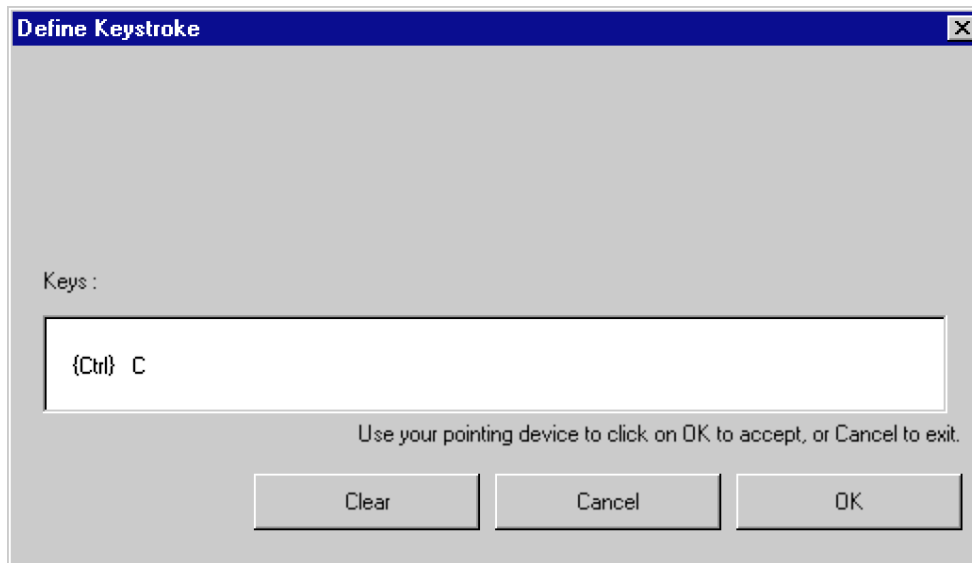 Define Keystroke
Keys :
{Ctrl} C
Use your pointing device to click on OK to accept, or Cancel to exit.
Clear Cancel OK